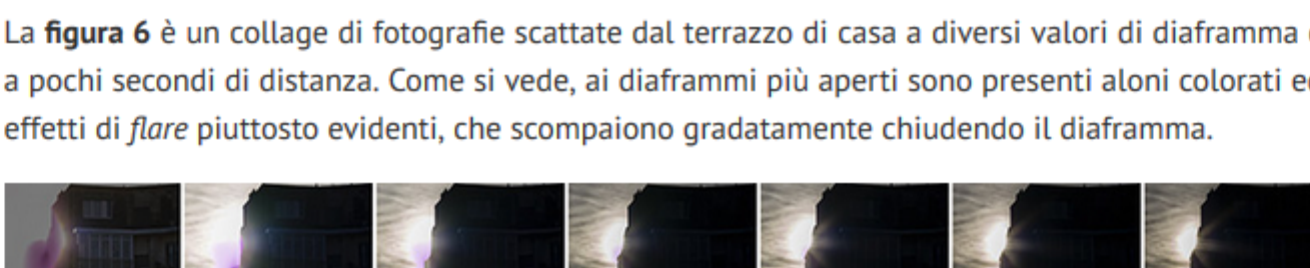 La figura 6 è un collage di fotografie scattate dal terrazzo di casa a diversi valori di diaframma
a pochi secondi di distanza. Come si vede, ai diaframmi più aperti sono presenti aloni colorati
effetti di flare piuttosto evidenti, che scompaiono gradatamente chiudendo il diaframma.